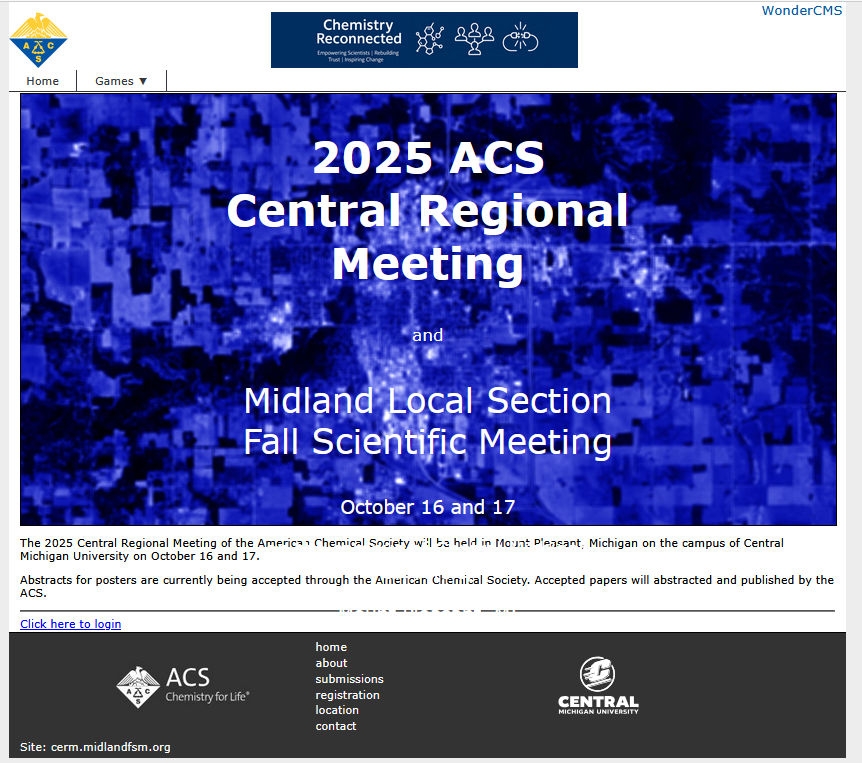 WonderCMS
A C S
Chemistry
Reconnected
Empowering Scientists | Rebuilding
Trust | Inspiring Change
Home
Games ▼
2025 ACS
Central Regional
Meeting
and
Midland Local Section
Fall Scientific Meeting
October 16 and 17
The 2025 Central Regional Meeting of the American Chemical Society will be held in Mount Pleasant, Michigan on the campus of Central
Michigan University on October 16 and 17.
Abstracts for posters are currently being accepted through the American Chemical Society. Accepted papers will abstracted and published by the
ACS.
Click here to login
home
about
submissions
registration
location
contact
ACS
Chemistry for Life®
A C S
C
CENTRAL
MICHIGAN UNIVERSITY
Site: cerm.midlandfsm.org